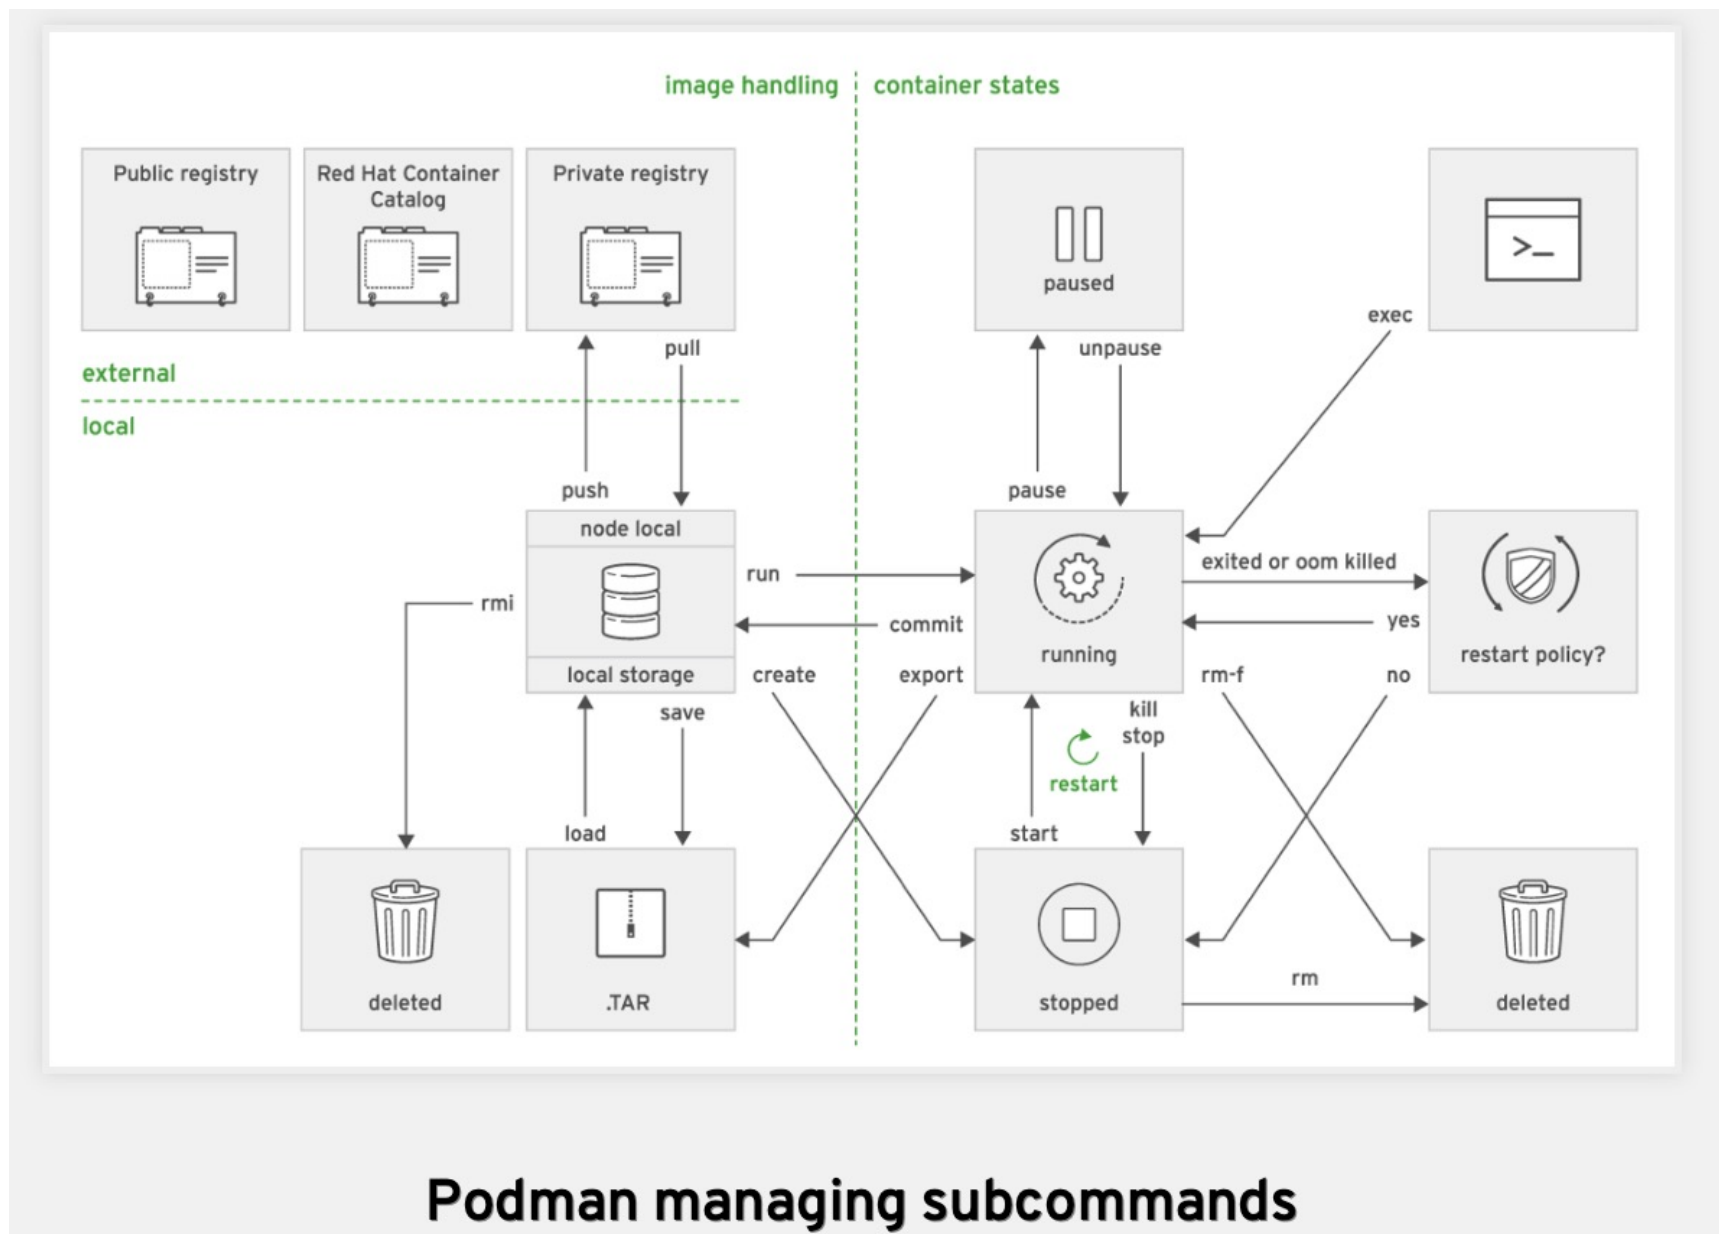 image handling
container states
Public registry
Red Hat Container
Catalog
Private registry
paused
>_
exec
pull
unpause
external
local
push
pause
node local
run
exited or oom killed
rmi
commit
yes
running
restart policy?
local storage
create
export
rm-f
no
save
kill
stop
restart
load
start
deleted
.TAR
stopped
rm
deleted
Podman managing subcommands